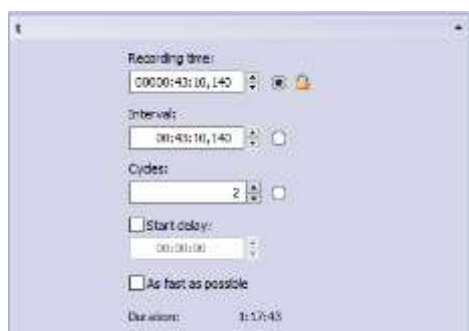 t
Recording time:
00000:43:10,140
Interval:
00:43:10,140
Cycles:
2
Start delay:
00:00:00
As fast as possible
Duration: 1:17:43